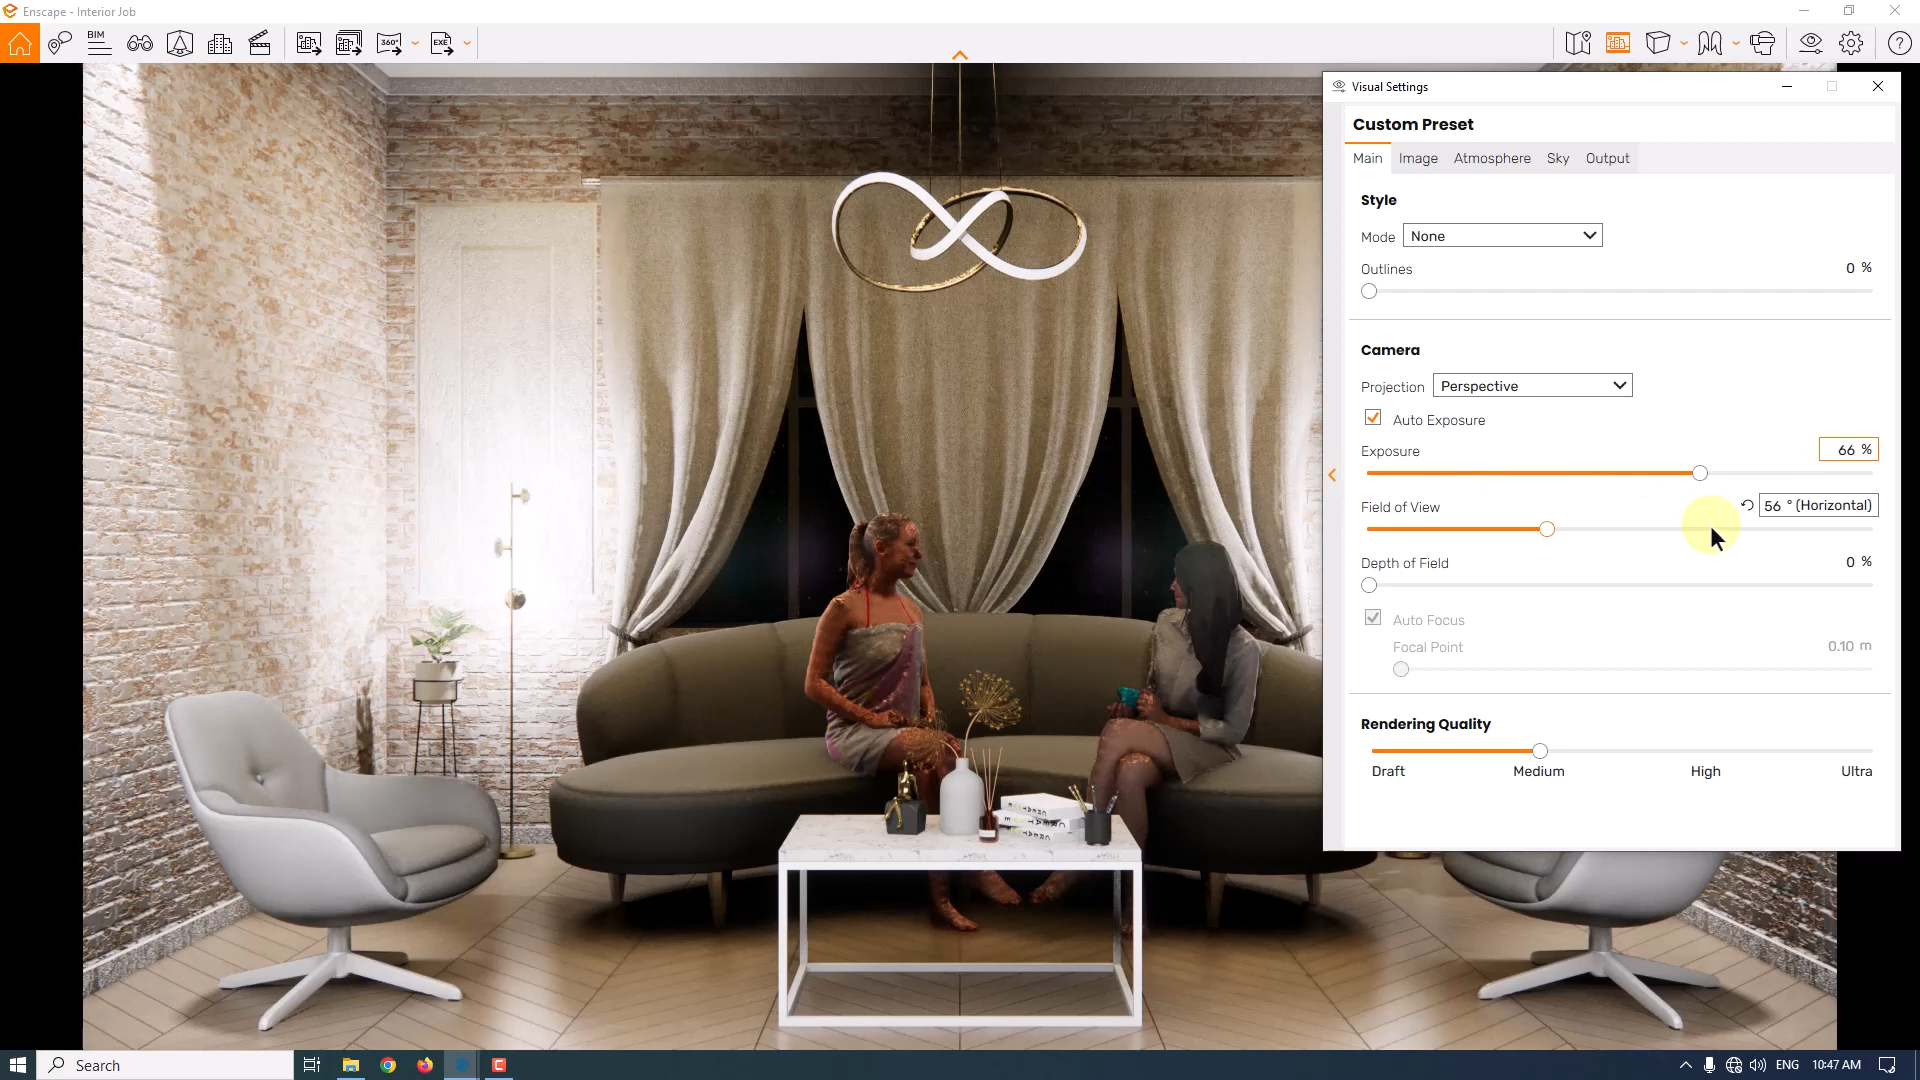 Enscape - Interior Job
BIM
360°
EXE
Visual Settings
Custom Preset
Main Image Atmosphere Sky Output
Style
Mode None
Outlines 0 %
Camera
Projection Perspective
Auto Exposure
Exposure 66 %
Field of View 56 ° (Horizontal)
Depth of Field 0 %
Auto Focus
Focal Point 0.10 m
Rendering Quality
Draft Medium High Ultra
Search
ENG 10:47 AM